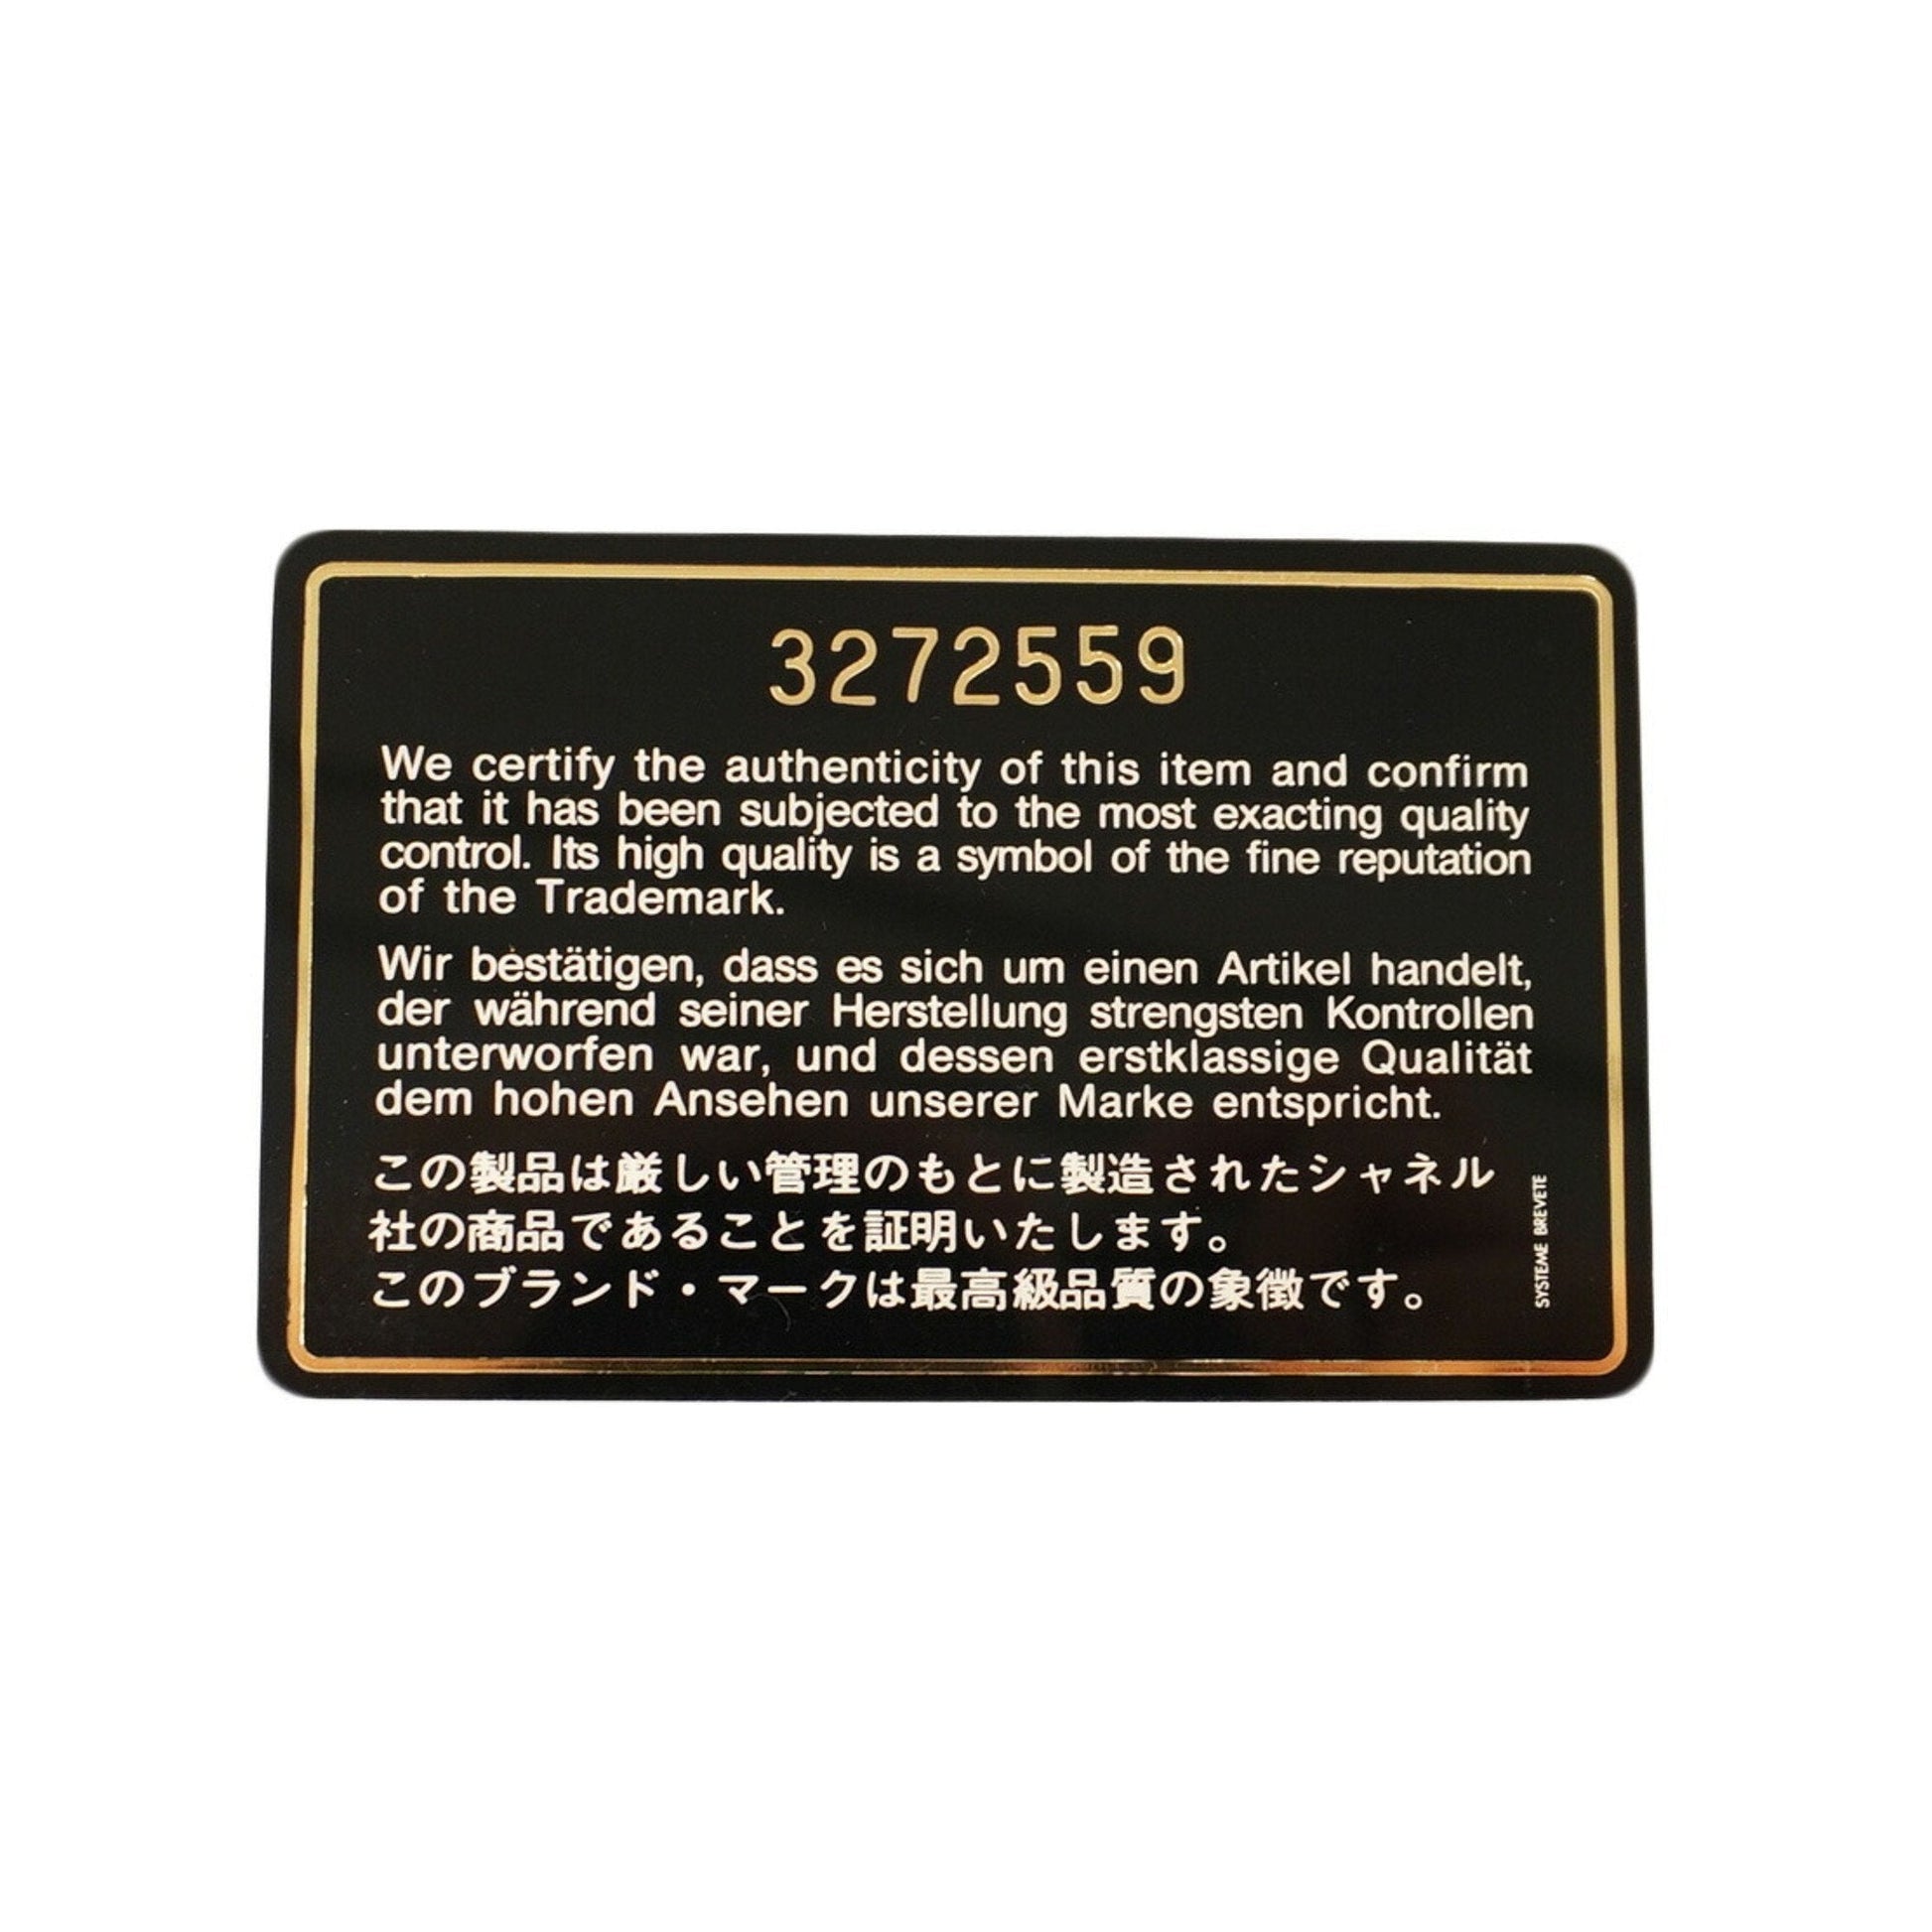 3272559
We certify the authenticity of this item and confirm
that it has been subjected to the most exacting quality
control. Its high quality is a symbol of the fine reputation
of the Trademark.
Wir bestätigen, dass es sich um einen Artikel handelt,
der während seiner Herstellung strengsten Kontrollen
unterworfen war, und dessen erstklassige Qualität
dem hohen Ansehen unserer Marke entspricht.
この製品は厳しい管理のもとに製造されたシャネル
社の商品であることを証明いたします。
このブランド・マークは最高級品質の象徴です。
SYSTEME BREVETE